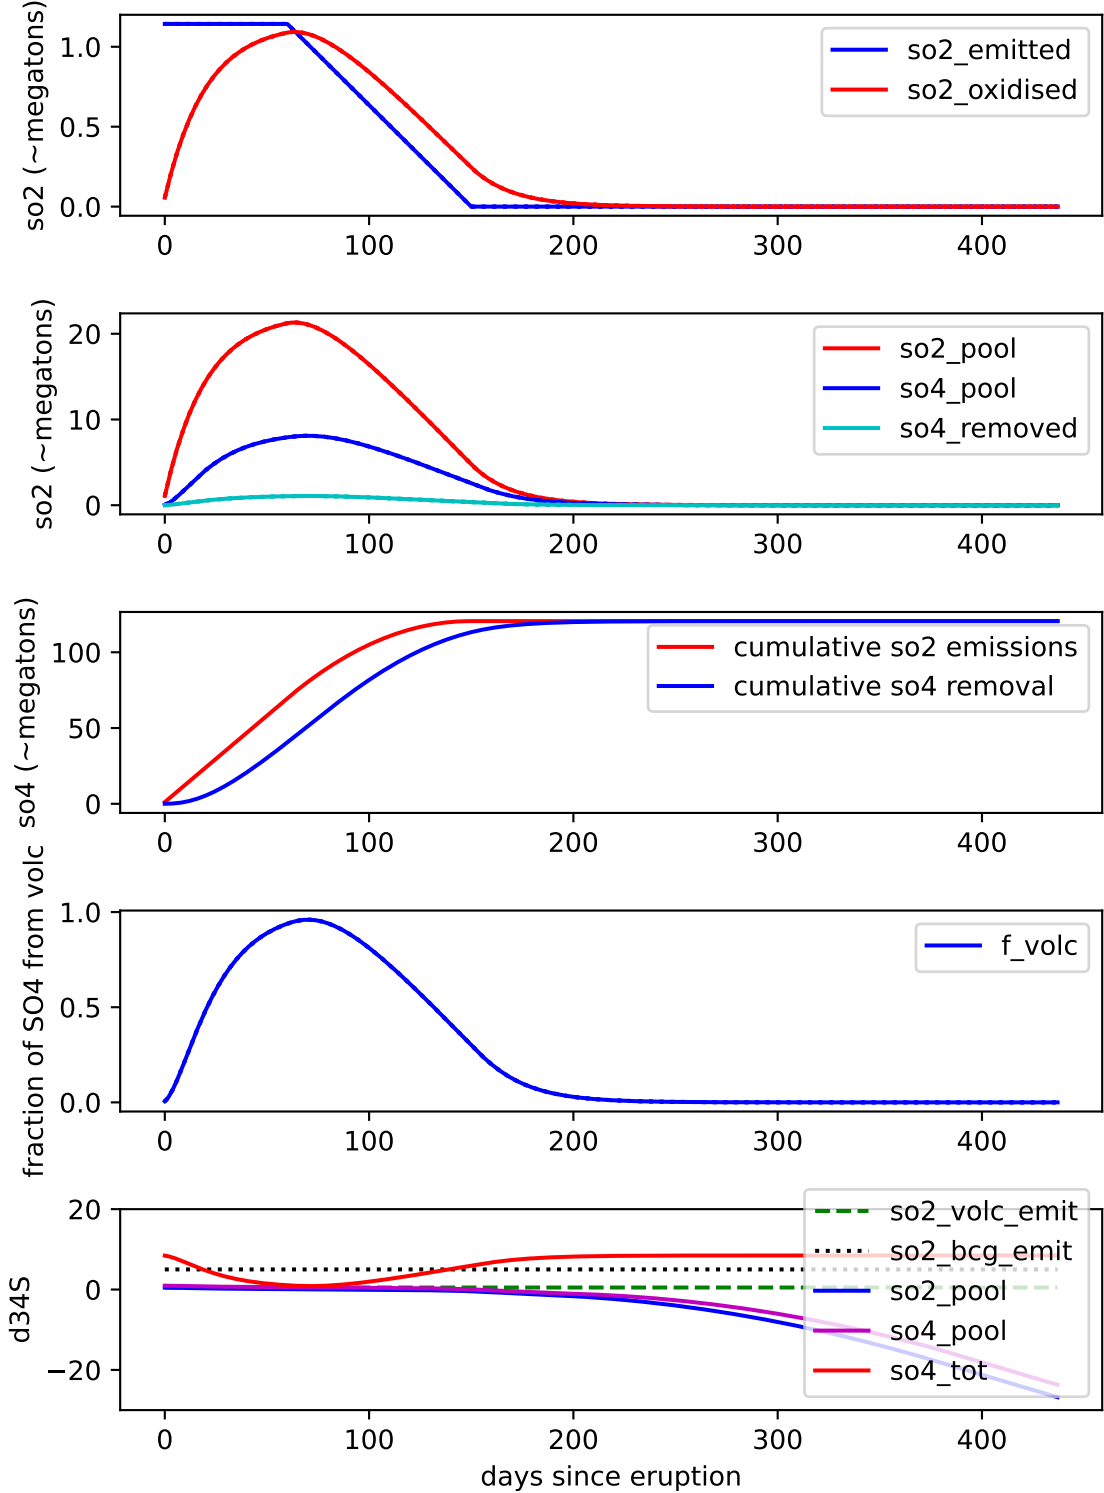 so2 (~megatons)
1.0
0.5
0.0
so2_emitted
so2_oxidised
0 100 200 300 400
so2 (~megatons)
20
10
0
so2_pool
so4_pool
so4_removed
0 100 200 300 400
so4 (~megatons)
100
50
0
cumulative so2 emissions
cumulative so4 removal
0 100 200 300 400
fraction of SO4 from volc
1.0
0.5
0.0
f_volc
0 100 200 300 400
d34S
20
0
−20
so2_volc_emit
so2_bcg_emit
so2_pool
so4_pool
so4_tot
0 100 200 300 400
days since eruption